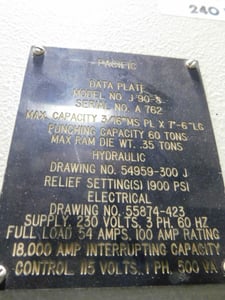 240
PACIFIC
DATA PLATE
MODEL NO. J-90-8
SERIAL NO. A 762
MAX. CAPACITY 3/16" MS PL X 7'-6" LG
PUNCHING CAPACITY 60 TONS
MAX RAM DIE WT. .35 TONS
HYDRAULIC
DRAWING NO. 54959-300 J
RELIEF SETTING(S) 1900 PSI
ELECTRICAL
DRAWING NO. 55874-423
SUPPLY, 230 VOLTS, 3 PH, 60 HZ
FULL LOAD 54 AMPS. 100 AMP RATING
18,000 AMP INTERRUPTING CAPACITY
CONTROL 115 VOLTS, 1 PH, 500 VA